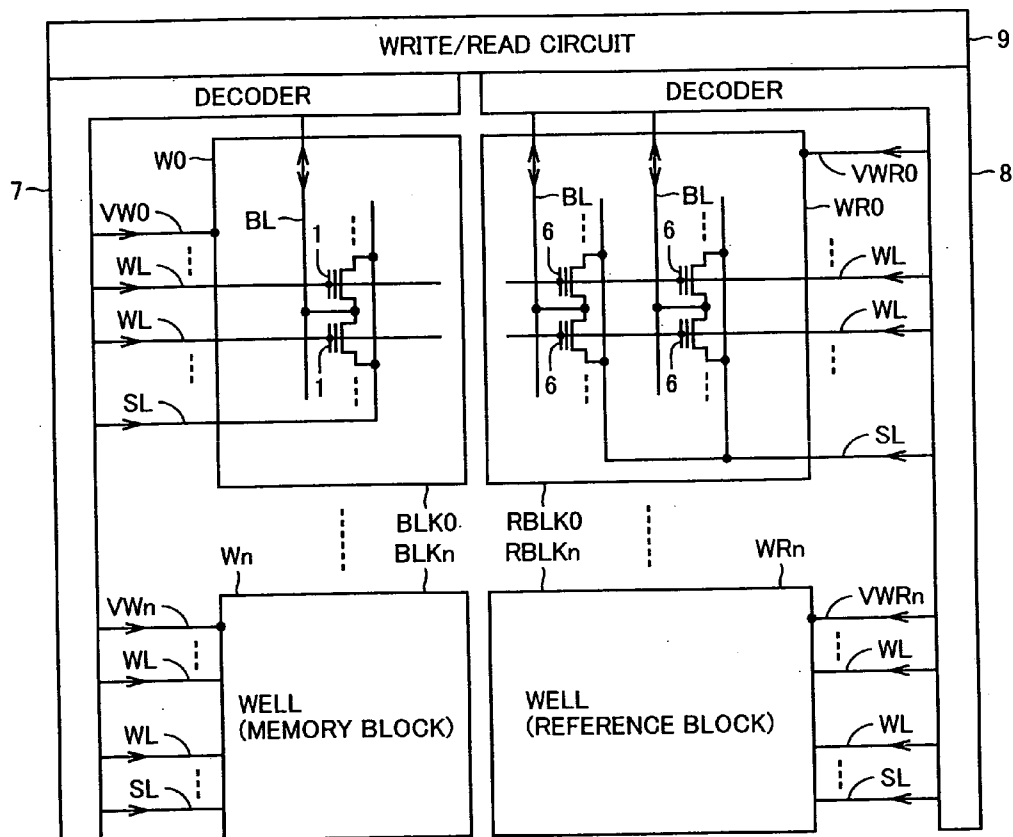 WRITE/READ CIRCUIT
9
DECODER
DECODER
W0
7
8
VWR0
BL
BL
BL
WR0
VW0
1
6
6
WL
WL
WL
WL
1
6
6
SL
SL
BLK0
RBLK0
Wn
BLKn
RBLKn
WRn
VWn
VWRn
WL
WL
WELL
(MEMORY BLOCK)
WELL
(REFERENCE BLOCK)
WL
WL
SL
SL